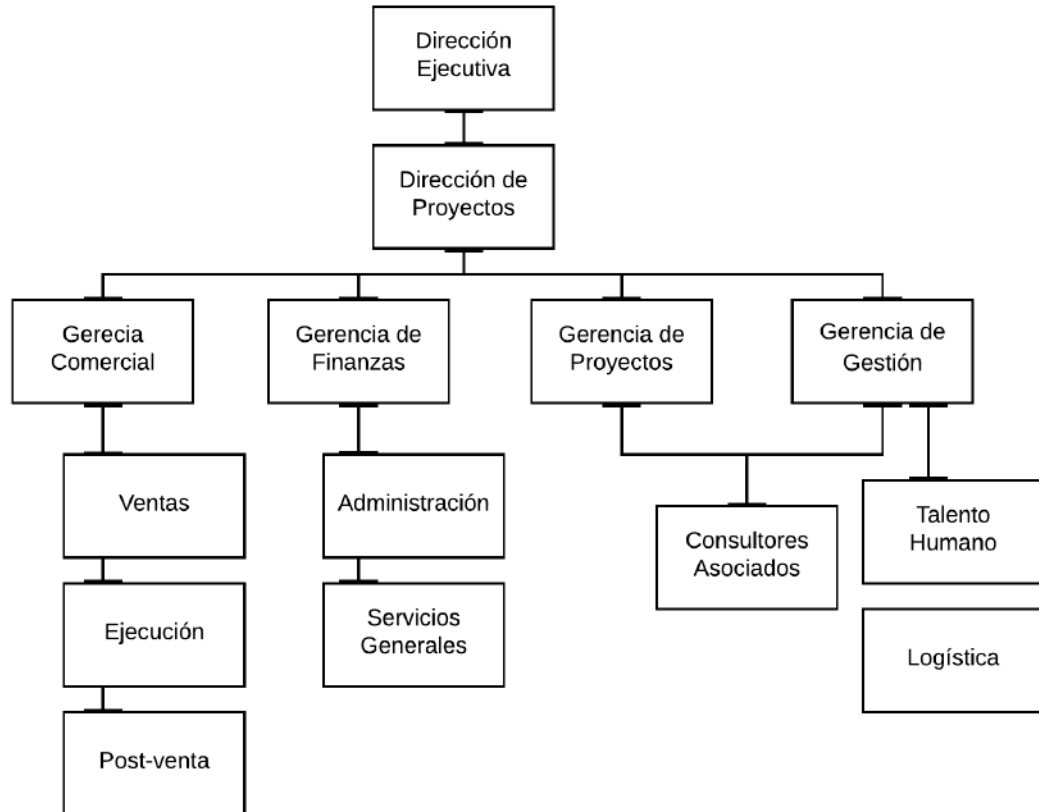 Dirección
Ejecutiva
Dirección de
Proyectos
Gerecia
Comercial
Gerencia de
Finanzas
Gerencia de
Proyectos
Gerencia de
Gestión
Ventas
Administración
Consultores
Asociados
Talento
Humano
Ejecución
Servicios
Generales
Logística
Post-venta